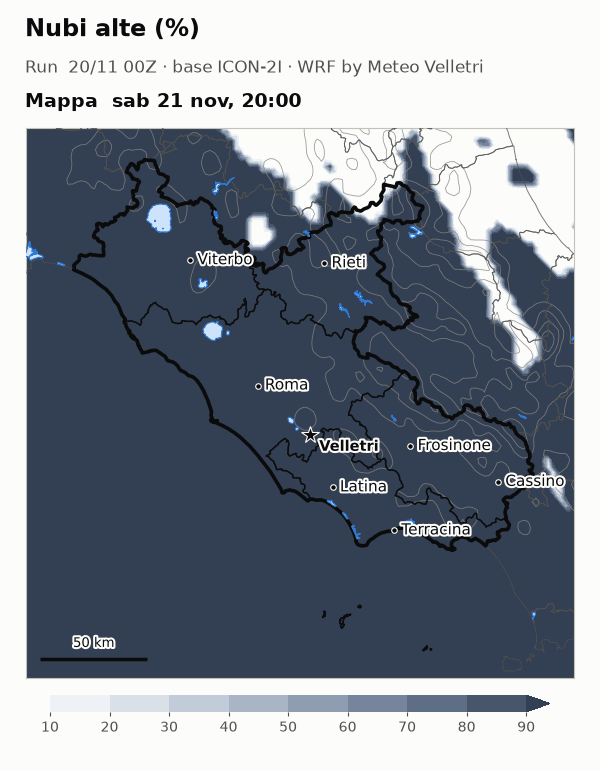 Nubi alte (%)
Run  20/11 00Z · base ICON-2I · WRF by Meteo Velletri
Mappa  sab 21 nov, 20:00
Viterbo
Rieti
Roma
Velletri
Frosinone
Cassino
Latina
Terracina
50 km
10 20 30 40 50 60 70 80 90